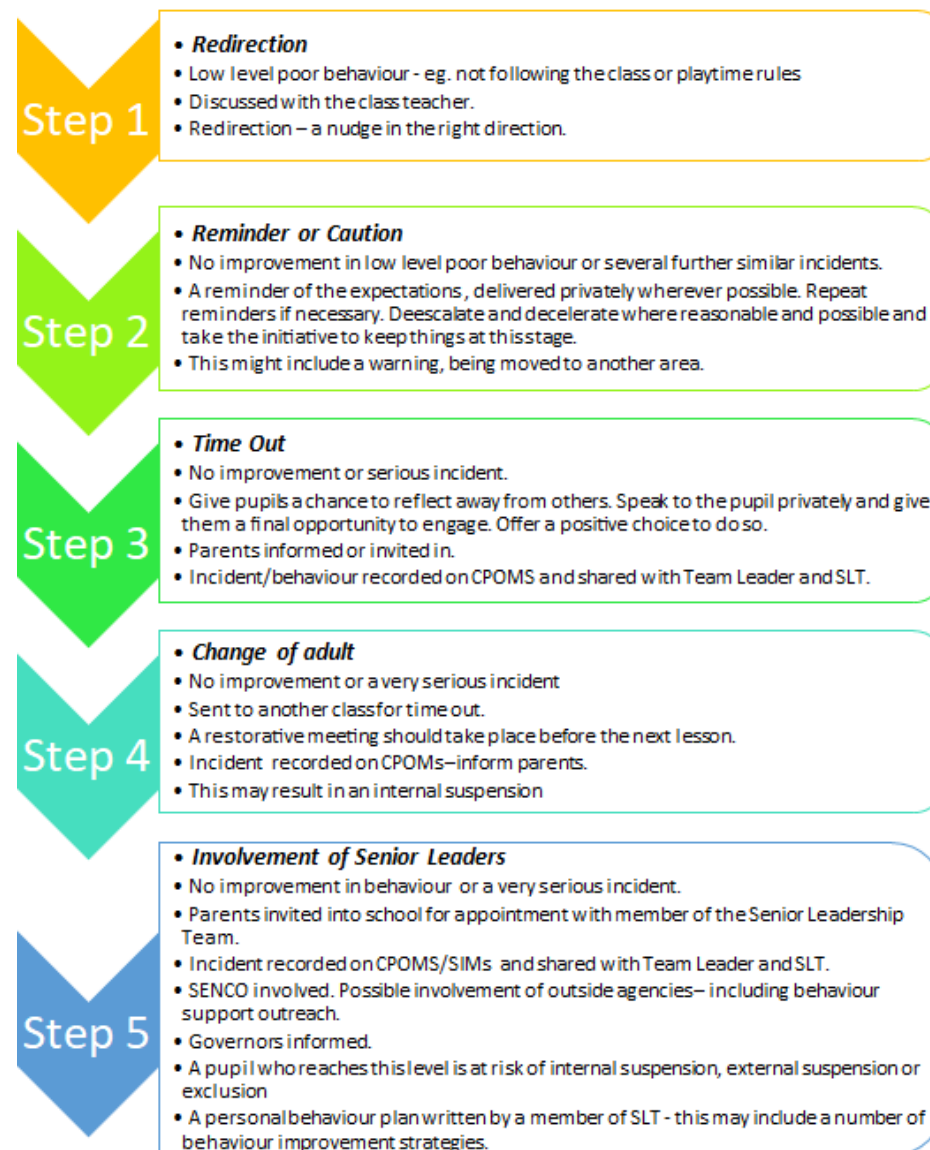 Step 1
• Redirection
• Low level poor behaviour - eg. not following the class or playtime rules
• Discussed with the class teacher.
• Redirection – a nudge in the right direction.
Step 2
• Reminder or Caution
• No improvement in low level poor behaviour or several further similar incidents.
• A reminder of the expectations , delivered privately wherever possible. Repeat
reminders if necessary. Deescalate and decelerate where reasonable and possible and
take the initiative to keep things at this stage.
• This might include a warning, being moved to another area.
Step 3
• Time Out
• No improvement or serious incident.
• Give pupils a chance to reflect away from others. Speak to the pupil privately and give
them a final opportunity to engage. Offer a positive choice to do so.
• Parents informed or invited in.
• Incident/behaviour recorded on CPOMS and shared with Team Leader and SLT.
Step 4
• Change of adult
• No improvement or a very serious incident
• Sent to another class for time out.
• A restorative meeting should take place before the next lesson.
• Incident recorded on CPOMs–inform parents.
• This may result in an internal suspension
Step 5
• Involvement of Senior Leaders
• No improvement in behaviour or a very serious incident.
• Parents invited into school for appointment with member of the Senior Leadership
Team.
• Incident recorded on CPOMS/SIMs and shared with Team Leader and SLT.
• SENCO involved. Possible involvement of outside agencies– including behaviour
support outreach.
• Governors informed.
• A pupil who reaches this level is at risk of internal suspension, external suspension or
exclusion
• A personal behaviour plan written by a member of SLT - this may include a number of
behaviour improvement strategies.